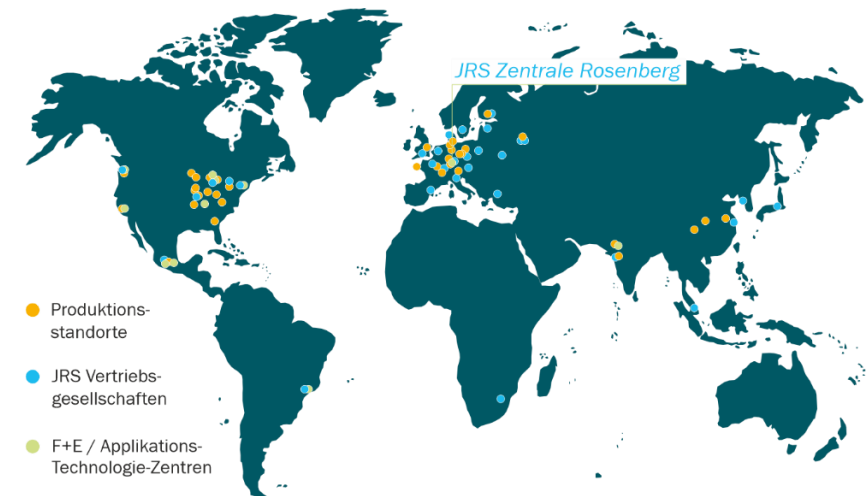 JRS Zentrale Rosenberg
Produktions-
standorte
JRS Vertriebs-
gesellschaften
F+E / Applikations-
Technologie-Zentren